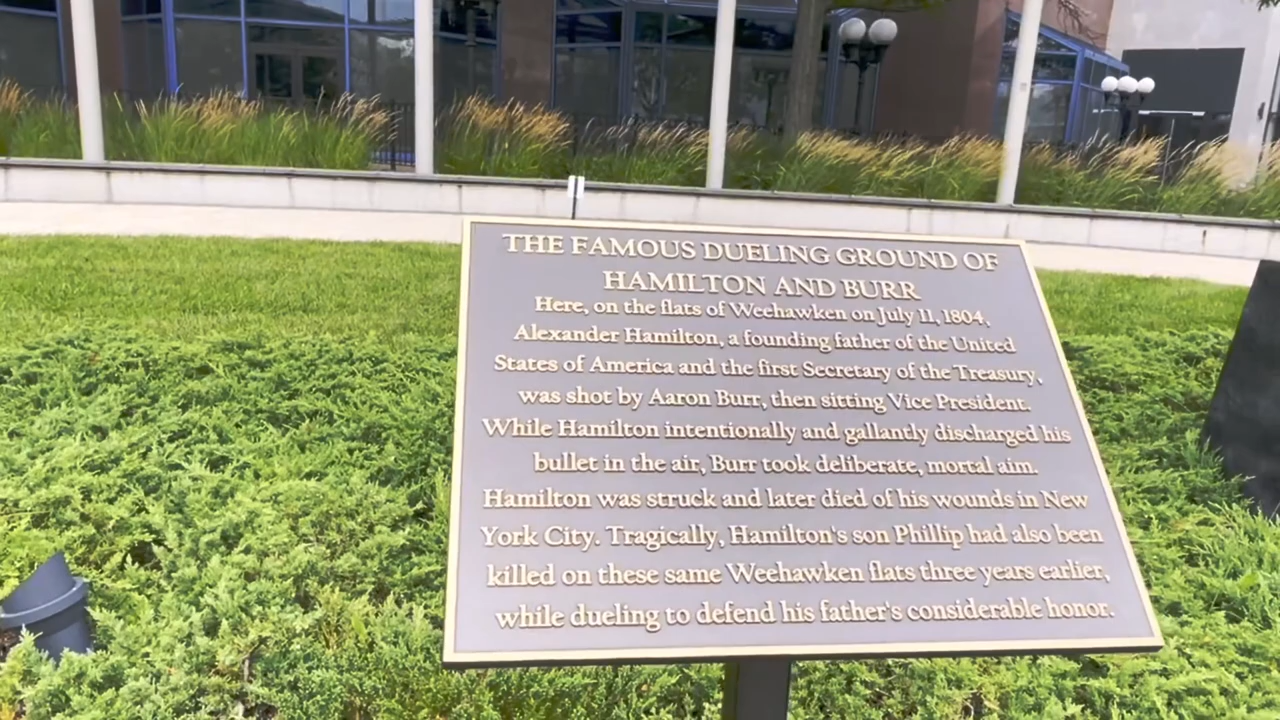 THE FAMOUS DUELING GROUND OF
HAMILTON AND BURR
Here, on the flats of Weehawken on July 11, 1804,
Alexander Hamilton, a founding father of the United
States of America and the first Secretary of the Treasury,
was shot by Aaron Burr, then sitting Vice President.
While Hamilton intentionally and gallantly discharged his
bullet in the air, Burr took deliberate, mortal aim.
Hamilton was struck and later died of his wounds in New
York City. Tragically, Hamilton's son Phillip had also been
killed on these same Weehawken flats three years earlier,
while dueling to defend his father's considerable honor.